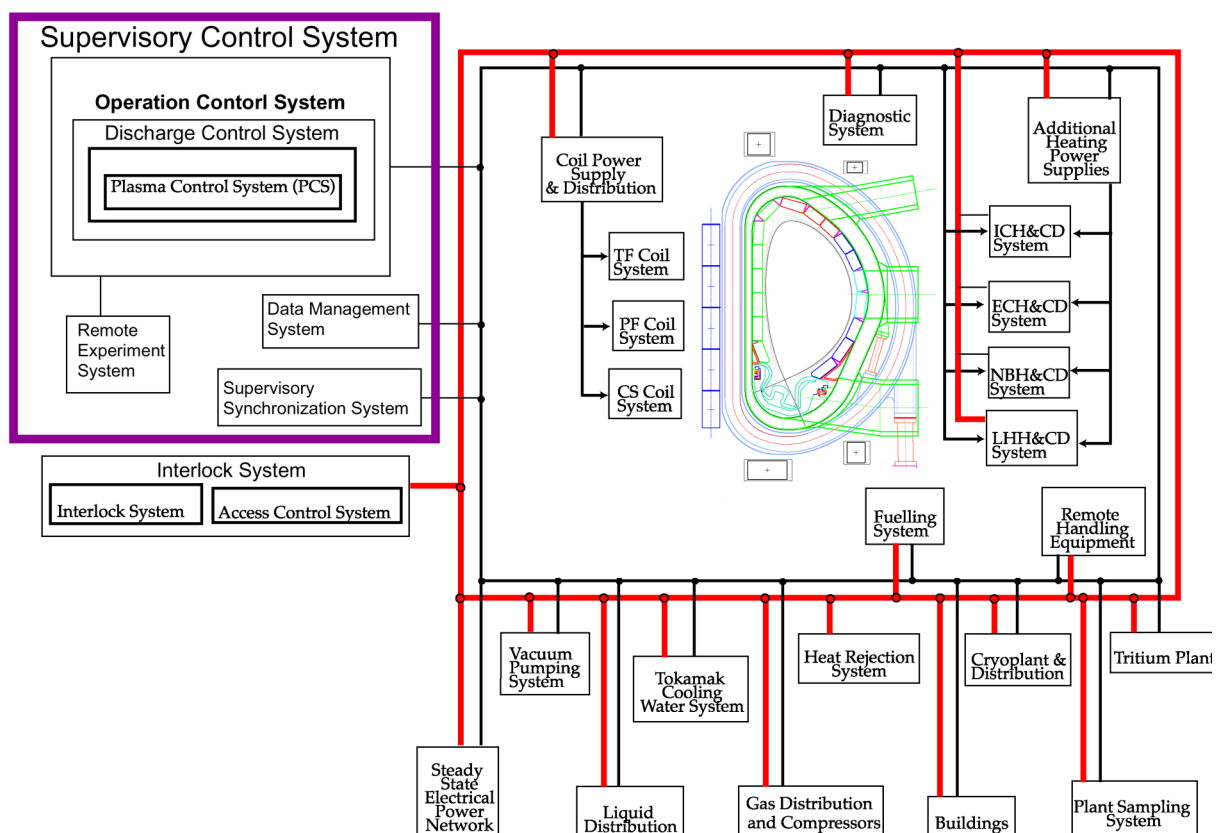 Supervisory Control System
Operation Contorl System
Discharge Control System
Plasma Control System (PCS)
Remote
Experiment
System
Data Management
System
Supervisory
Synchronization System
Interlock System
Interlock System
Access Control System
Coil Power
Supply
& Distribution
TF Coil
System
PF Coil
System
CS Coil
System
Diagnostic
System
Additional
Heating
Power
Supplies
ICH&CD
System
ECH&CD
System
NBH&CD
System
LHH&CD
System
Fuelling
System
Remote
Handling
Equipment
Vacuum
Pumping
System
Tokamak
Cooling
Water System
Heat Rejection
System
Cryoplant &
Distribution
Tritium Plant
Steady
State
Electrical
Power
Network
Liquid
Distribution
Gas Distribution
and Compressors
Buildings
Plant Sampling
System